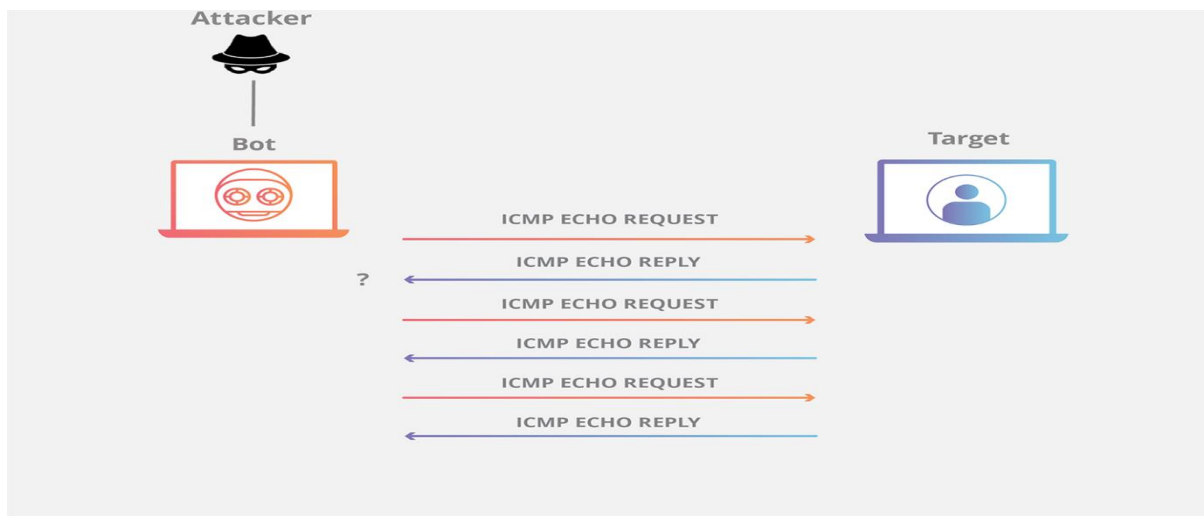 Attacker
Bot
Target
ICMP ECHO REQUEST
ICMP ECHO REPLY
?
ICMP ECHO REQUEST
ICMP ECHO REPLY
ICMP ECHO REQUEST
ICMP ECHO REPLY